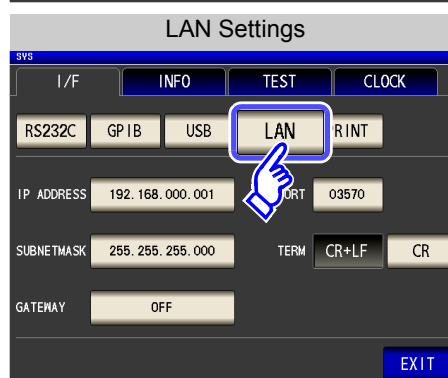 LAN Settings
SYS
I/F INFO TEST CLOCK
RS232C GPIB USB LAN RINT
IP ADDRESS 192.168.000.001 ORT 03570
SUBNETMASK 255.255.255.000 TERM CR+LF CR
GATEWAY OFF
EXIT